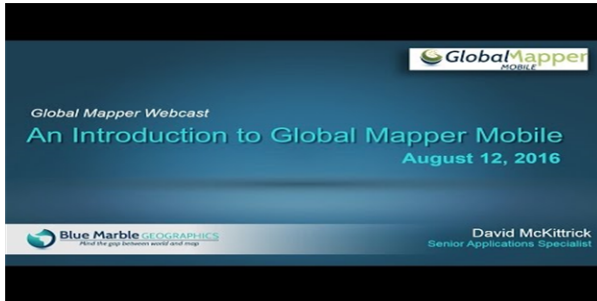 GlobalMapper
MOBILE
Global Mapper Webcast
An Introduction to Global Mapper Mobile
August 12, 2016
Blue Marble GEOGRAPHICS
Mind the gap between world and map
David McKittrick
Senior Applications Specialist